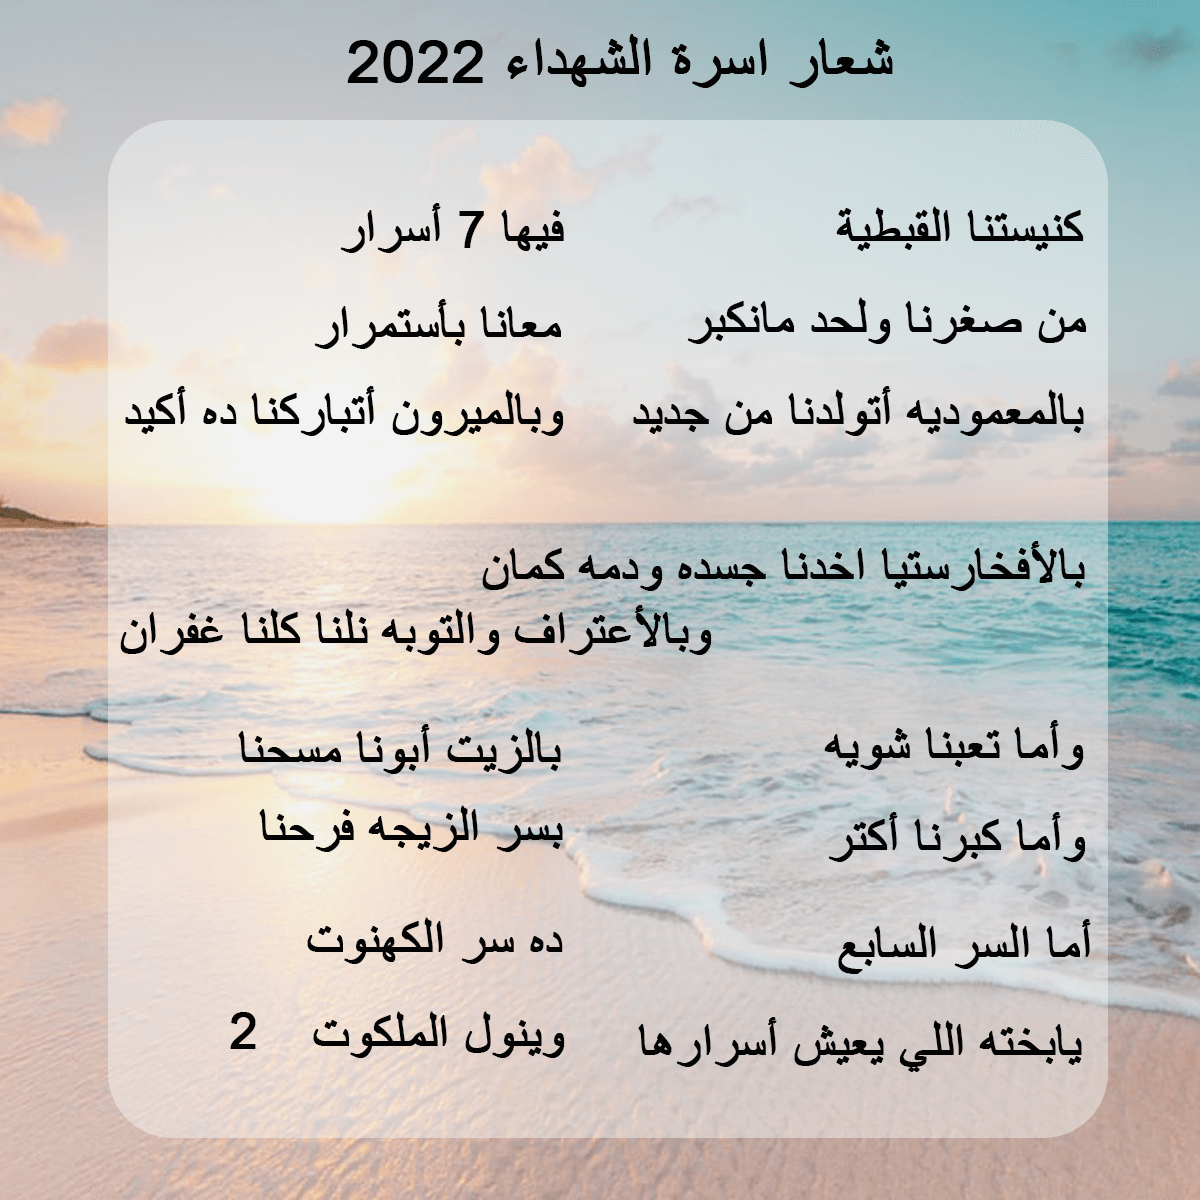 شعار اسرة الشهداء 2022
كنيستنا القبطية فيها 7 أسرار
من صغرنا ولحد مانكبر معانا بأستمرار
بالمعموديه أتولدنا من جديد وبالميرون أتباركنا ده أكيد
بالأفخارستيا اخدنا جسده ودمه كمان
وبالأعتراف والتوبه نلنا كلنا غفران
وأما تعبنا شويه بالزيت أبونا مسحنا
وأما كبرنا أكتر بسر الزيجه فرحنا
أما السر السابع ده سر الكهنوت
يابخته اللي يعيش أسرارها وينول الملكوت 2